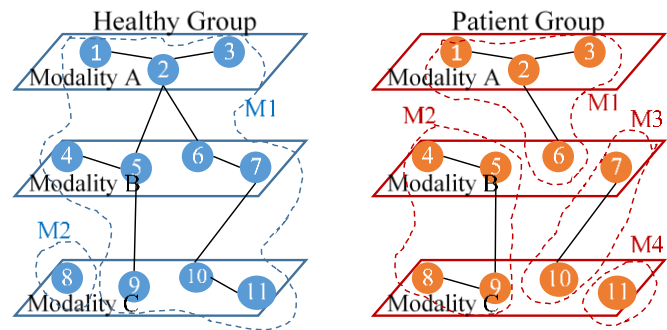 Healthy Group
1
2
3
Modality A
M1
4
5
6
7
Modality B
M2
8
9
10
11
Modality C
Patient Group
1
2
3
Modality A
M1
M2
M3
4
5
6
7
Modality B
M4
8
9
10
11
Modality C